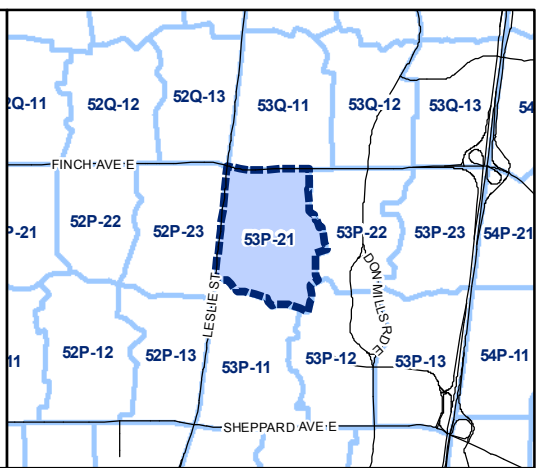 2Q-11
52Q-12
52Q-13
53Q-11
53Q-12
53Q-13
54
FINCH AVE E
P-21
52P-22
52P-23
53P-21
53P-22
53P-23
54P-21
LESLIE ST
DON MILLS RD E
11
52P-12
52P-13
53P-11
53P-12
53P-13
54P-11
SHEPPARD AVE E